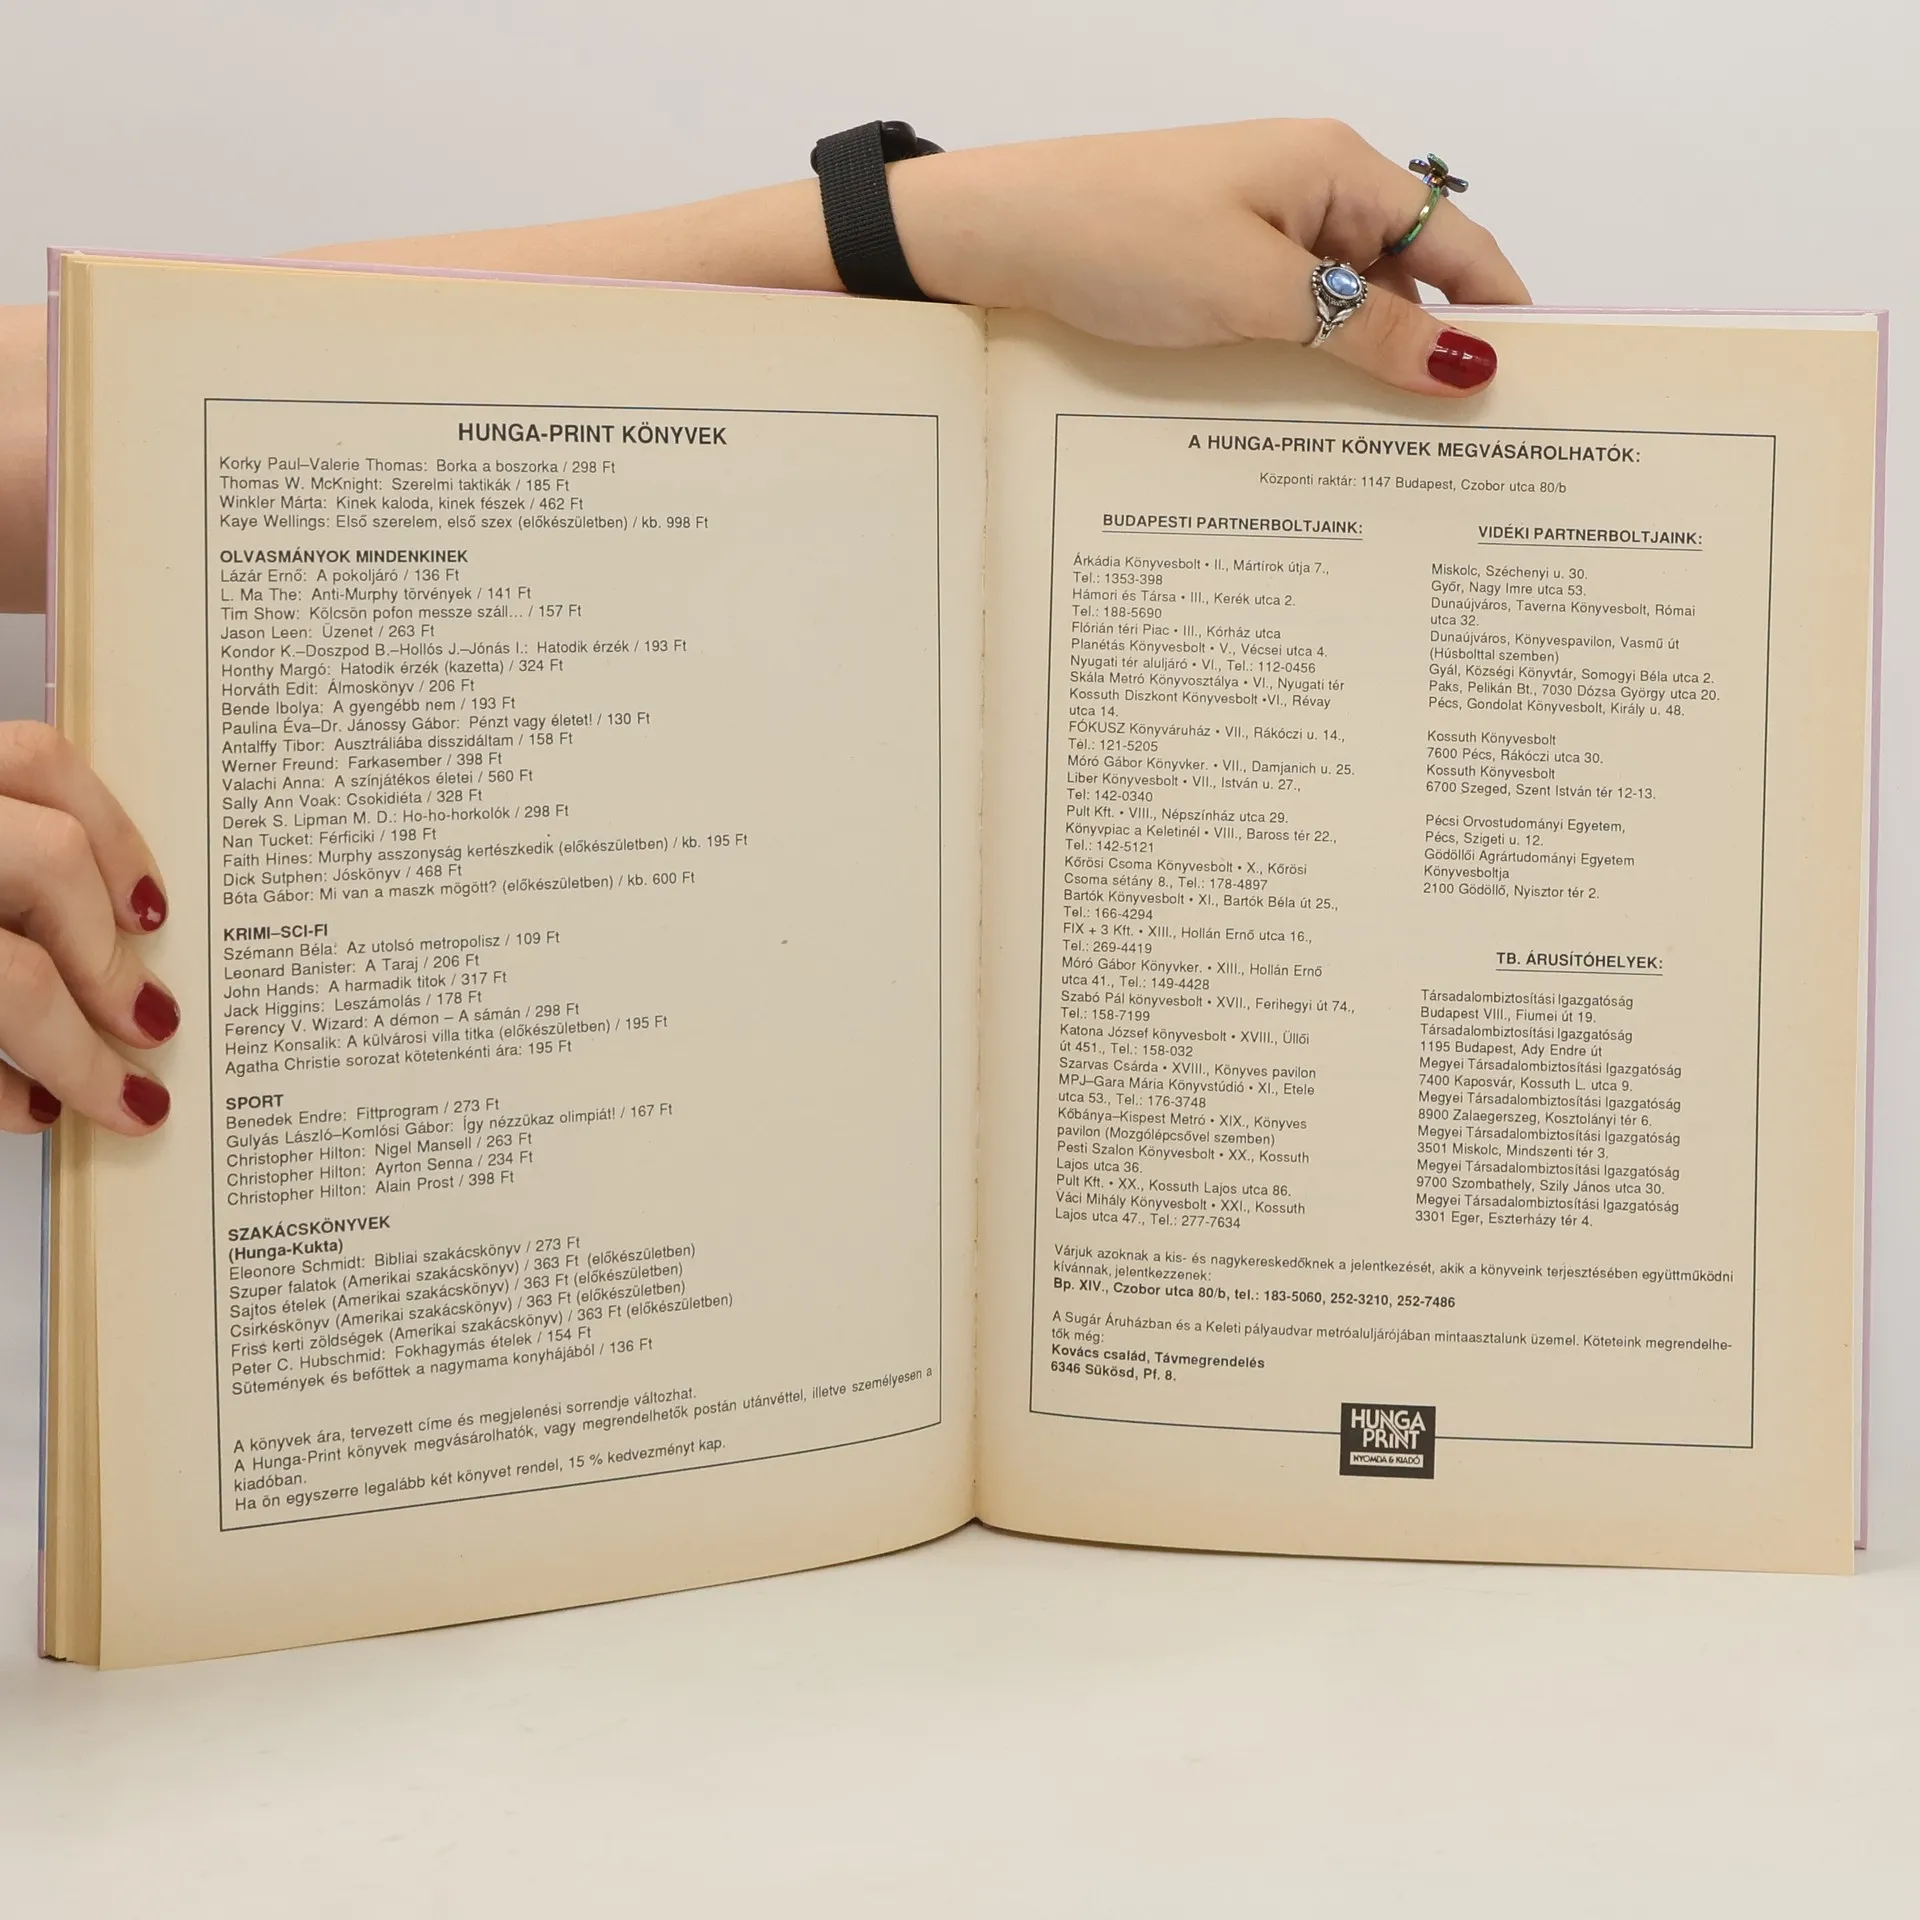 HUNGA-PRINT KÖNYVEK
Korky Paul–Valerie Thomas: Borka a boszorka / 298 Ft
Thomas W. McKnight: Szerelmi taktikák / 185 Ft
Winkler Márta: Kinek kaloda, kinek fészek / 462 Ft
Kaye Wellings: Első szerelem, első szex (előkészületben) / kb. 998 Ft
OLVASMÁNYOK MINDENKINEK
Lázár Ernő: A pokoljáró / 136 Ft
L. Ma The: Anti-Murphy törvények / 141 Ft
Tim Show: Kölcsön pofon messze száll... / 157 Ft
Jason Leen: Üzenet / 263 Ft
Kondor K.–Doszpod B.–Hollós J.–Jónás I.: Hatodik érzék / 193 Ft
Honthy Margó: Hatodik érzék (kazetta) / 324 Ft
Horváth Edit: Álmoskönyv / 206 Ft
Bende Ibolya: A gyengébb nem / 193 Ft
Paulina Éva–Dr. Jánossy Gábor: Pénzt vagy életet! / 130 Ft
Antalffy Tibor: Ausztráliába disszidáltam / 158 Ft
Werner Freund: Farkasember / 398 Ft
Valachi Anna: A színjátékos életei / 560 Ft
Sally Ann Voak: Csokidiéta / 328 Ft
Derek S. Lipman M. D.: Ho-ho-horkolók / 298 Ft
Nan Tucket: Férficiki / 198 Ft
Faith Hines: Murphy asszonyság kertészkedik (előkészületben) / kb. 195 Ft
Dick Sutphen: Jóskönyv / 468 Ft
Bóta Gábor: Mi van a maszk mögött? (előkészületben) / kb. 600 Ft
KRIMI–SCI-FI
Szémann Béla: Az utolsó metropolisz / 109 Ft
Leonard Banister: A Taraj / 206 Ft
John Hands: A harmadik titok / 317 Ft
Jack Higgins: Leszámolás / 178 Ft
Ferency V. Wizard: A démon – A sámán / 298 Ft
Heinz Konsalik: A külvárosi villa titka (előkészületben) / 195 Ft
Agatha Christie sorozat kötetenkénti ára: 195 Ft
SPORT
Benedek Endre: Fittprogram / 273 Ft
Gulyás László–Komlósi Gábor: Így nézzükaz olimpiát! / 167 Ft
Christopher Hilton: Nigel Mansell / 263 Ft
Christopher Hilton: Ayrton Senna / 234 Ft
Christopher Hilton: Alain Prost / 398 Ft
SZAKÁCSKÖNYVEK
(Hunga-Kukta)
Eleonore Schmidt: Bibliai szakácskönyv / 273 Ft
Szuper falatok (Amerikai szakácskönyv) / 363 Ft (előkészületben)
Sajtos ételek (Amerikai szakácskönyv) / 363 Ft (előkészületben)
Csirkéskönyv (Amerikai szakácskönyv) / 363 Ft (előkészületben)
Friss kerti zöldségek (Amerikai szakácskönyv) / 363 Ft (előkészületben)
Peter C. Hubschmid: Fokhagymás ételek / 154 Ft
Sütemények és befőttek a nagymama konyhájából / 136 Ft
A könyvek ára, tervezett címe és megjelenési sorrendje változhat.
A Hunga-Print könyvek megvásárolhatók, vagy megrendelhetők postán utánvéttel, illetve személyesen a
kiadóban.
Ha ön egyszerre legalább két könyvet rendel, 15 % kedvezményt kap.
A HUNGA-PRINT KÖNYVEK MEGVÁSÁROLHATÓK:
Központi raktár: 1147 Budapest, Czobor utca 80/b
BUDAPESTI PARTNERBOLTJAINK:
Árkádia Könyvesbolt • II., Mártírok útja 7.,
Tel.: 1353-398
Hámori és Társa • III., Kerék utca 2.
Tel.: 188-5690
Flórián téri Piac • III., Kórház utca
Planétás Könyvesbolt • V., Vécsei utca 4.
Nyugati tér aluljáró • VI., Tel.: 112-0456
Skála Metró Könyvosztálya • VI., Nyugati tér
Kossuth Diszkont Könyvesbolt •VI., Révay
utca 14.
FÓKUSZ Könyváruház • VII., Rákóczi u. 14.,
Tel.: 121-5205
Móró Gábor Könyvker. • VII., Damjanich u. 25.
Liber Könyvesbolt • VII., István u. 27.,
Tel: 142-0340
Pult Kft. • VIII., Népszínház utca 29.
Könyvpiac a Keletinél • VIII., Baross tér 22.,
Tel.: 142-5121
Kőrösi Csoma Könyvesbolt • X., Kőrösi
Csoma sétány 8., Tel.: 178-4897
Bartók Könyvesbolt • XI., Bartók Béla út 25.,
Tel.: 166-4294
FIX + 3 Kft. • XIII., Hollán Ernő utca 16.,
Tel.: 269-4419
Móró Gábor Könyvker. • XIII., Hollán Ernő
utca 41., Tel.: 149-4428
Szabó Pál könyvesbolt • XVII., Ferihegyi út 74.,
Tel.: 158-7199
Katona József könyvesbolt • XVIII., Üllői
út 451., Tel.: 158-032
Szarvas Csárda • XVIII., Könyves pavilon
MPJ–Gara Mária Könyvstúdió • XI., Etele
utca 53., Tel.: 176-3748
Kőbánya–Kispest Metró • XIX., Könyves
pavilon (Mozgólépcsővel szemben)
Pesti Szalon Könyvesbolt • XX., Kossuth
Lajos utca 36.
Pult Kft. • XX., Kossuth Lajos utca 86.
Váci Mihály Könyvesbolt • XXI., Kossuth
Lajos utca 47., Tel.: 277-7634
VIDÉKI PARTNERBOLTJAINK:
Miskolc, Széchenyi u. 30.
Győr, Nagy Imre utca 53.
Dunaújváros, Taverna Könyvesbolt, Római
utca 32.
Dunaújváros, Könyvespavilon, Vasmű út
(Húsbolttal szemben)
Gyál, Községi Könyvtár, Somogyi Béla utca 2.
Paks, Pelikán Bt., 7030 Dózsa György utca 20.
Pécs, Gondolat Könyvesbolt, Király u. 48.
Kossuth Könyvesbolt
7600 Pécs, Rákóczi utca 30.
Kossuth Könyvesbolt
6700 Szeged, Szent István tér 12-13.
Pécsi Orvostudományi Egyetem,
Pécs, Szigeti u. 12.
Gödöllői Agrártudományi Egyetem
Könyvesboltja
2100 Gödöllő, Nyisztor tér 2.
TB. ÁRUSÍTÓHELYEK:
Társadalombiztosítási Igazgatóság
Budapest VIII., Fiumei út 19.
Társadalombiztosítási Igazgatóság
1195 Budapest, Ady Endre út
Megyei Társadalombiztosítási Igazgatóság
7400 Kaposvár, Kossuth L. utca 9.
Megyei Társadalombiztosítási Igazgatóság
8900 Zalaegerszeg, Kosztolányi tér 6.
Megyei Társadalombiztosítási Igazgatóság
3501 Miskolc, Mindszenti tér 3.
Megyei Társadalombiztosítási Igazgatóság
9700 Szombathely, Szily János utca 30.
Megyei Társadalombiztosítási Igazgatóság
3301 Eger, Eszterházy tér 4.
Várjuk azoknak a kis- és nagykereskedőknek a jelentkezését, akik a könyveink terjesztésében együttműködni
kívánnak, jelentkezzenek:
Bp. XIV., Czobor utca 80/b, tel.: 183-5060, 252-3210, 252-7486
A Sugár Áruházban és a Keleti pályaudvar metróaluljárójában mintaasztalunk üzemel. Köteteink megrendelhe-
tők még:
Kovács család, Távmegrendelés
6346 Sükösd, Pf. 8.
HUNGA
PRINT
NYOMDA & KIADÓ